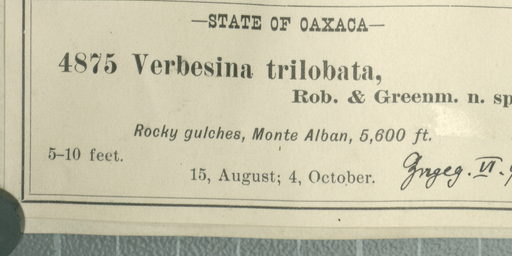 —STATE OF OAXACA—
4875 Verbesina trilobata,
Rob. & Greenm. n. sp
Rocky gulches, Monte Alban, 5,600 ft.
5-10 feet.
15, August; 4, October.
VI.